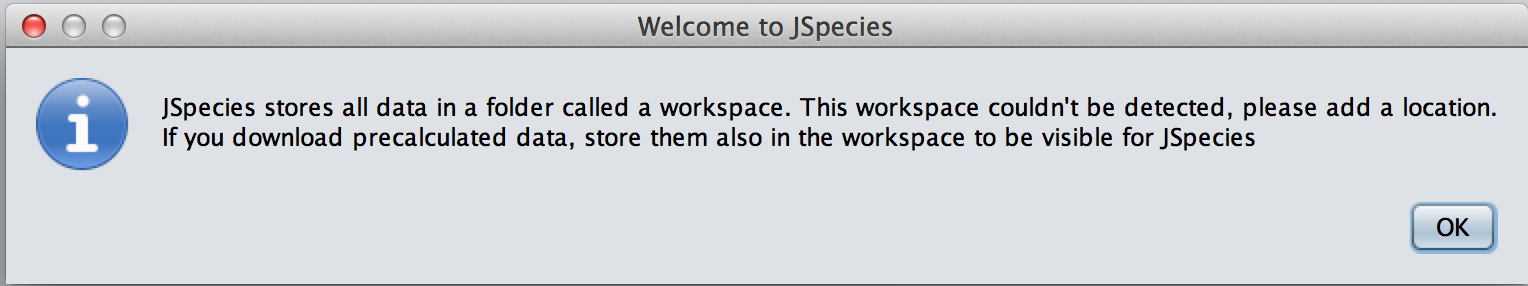 Welcome to JSpecies
JSpecies stores all data in a folder called a workspace. This workspace couldn't be detected, please add a location.
If you download precalculated data, store them also in the workspace to be visible for JSpecies
OK